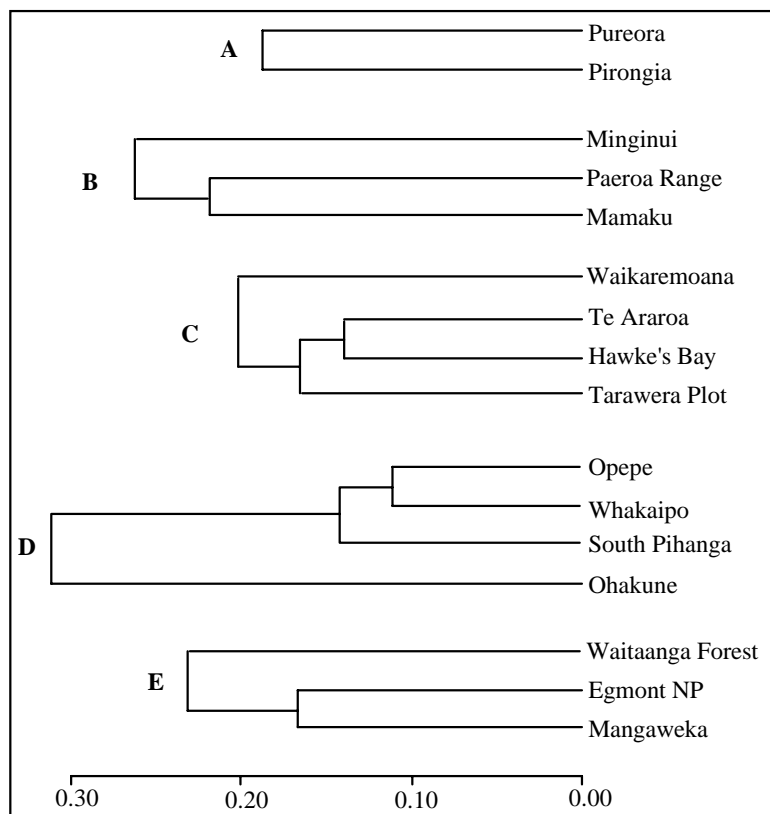 A
Pureora
Pirongia
B
Minginui
Paeroa Range
Mamaku
C
Waikaremoana
Te Araroa
Hawke's Bay
Tarawera Plot
D
Opepe
Whakaipo
South Pihanga
Ohakune
E
Waitaanga Forest
Egmont NP
Mangaweka
0.30 0.20 0.10 0.00